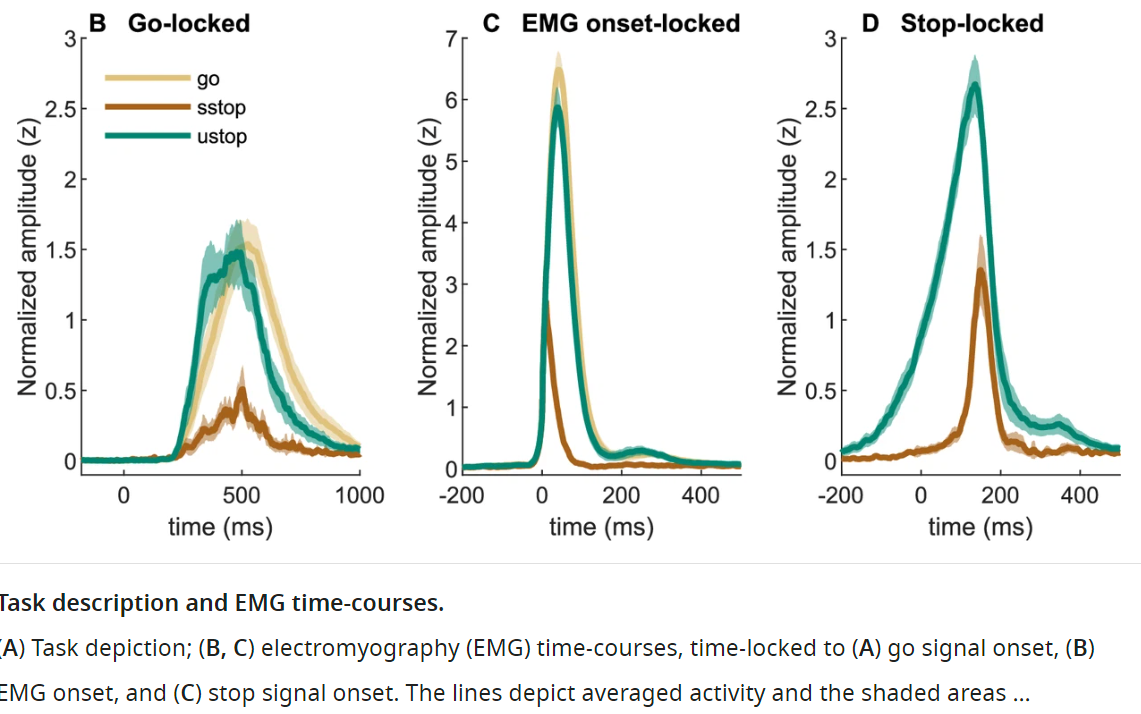 B Go-locked
3
2.5
2
1.5
1
0.5
0
Normalized amplitude (z)
go
sstop
ustop
0 500 1000
time (ms)
C EMG onset-locked
7
6
5
4
3
2
1
0
Normalized amplitude (z)
-200 0 200 400
time (ms)
D Stop-locked
3
2.5
2
1.5
1
0.5
0
Normalized amplitude (z)
-200 0 200 400
time (ms)
Task description and EMG time-courses.
(A) Task depiction; (B, C) electromyography (EMG) time-courses, time-locked to (A) go signal onset, (B)
EMG onset, and (C) stop signal onset. The lines depict averaged activity and the shaded areas ...